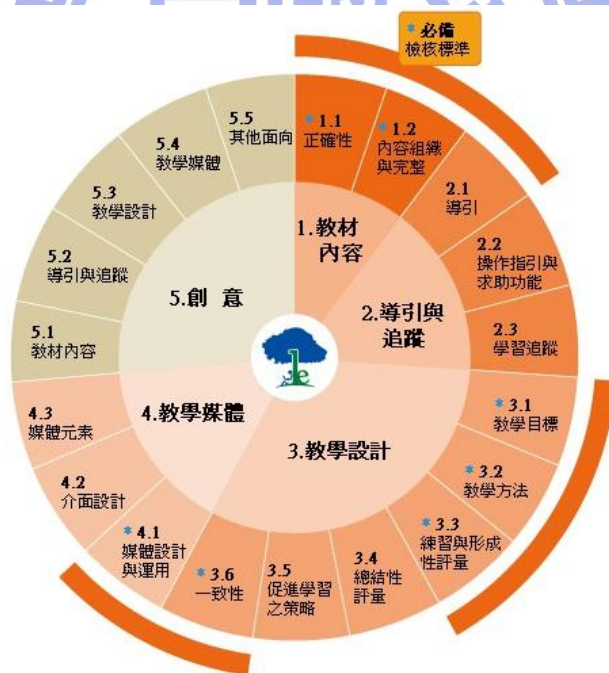 * 必備
檢核標準
* 1.1
正確性
* 1.2
內容組織
與完整
2.1
導引
2.2
操作指引與
求助功能
2.3
學習追蹤
* 3.1
教學目標
* 3.2
教學方法
* 3.3
練習與形成
性評量
3.4
總結性
評量
3.5
促進學習
之策略
* 3.6
一致性
* 4.1
媒體設計
與運用
4.2
介面設計
4.3
媒體元素
5.1
教材內容
5.2
導引與追蹤
5.3
教學設計
5.4
教學媒體
5.5
其他面向
1.教材
內容
2.導引與
追蹤
3.教學設計
4.教學媒體
5.創 意